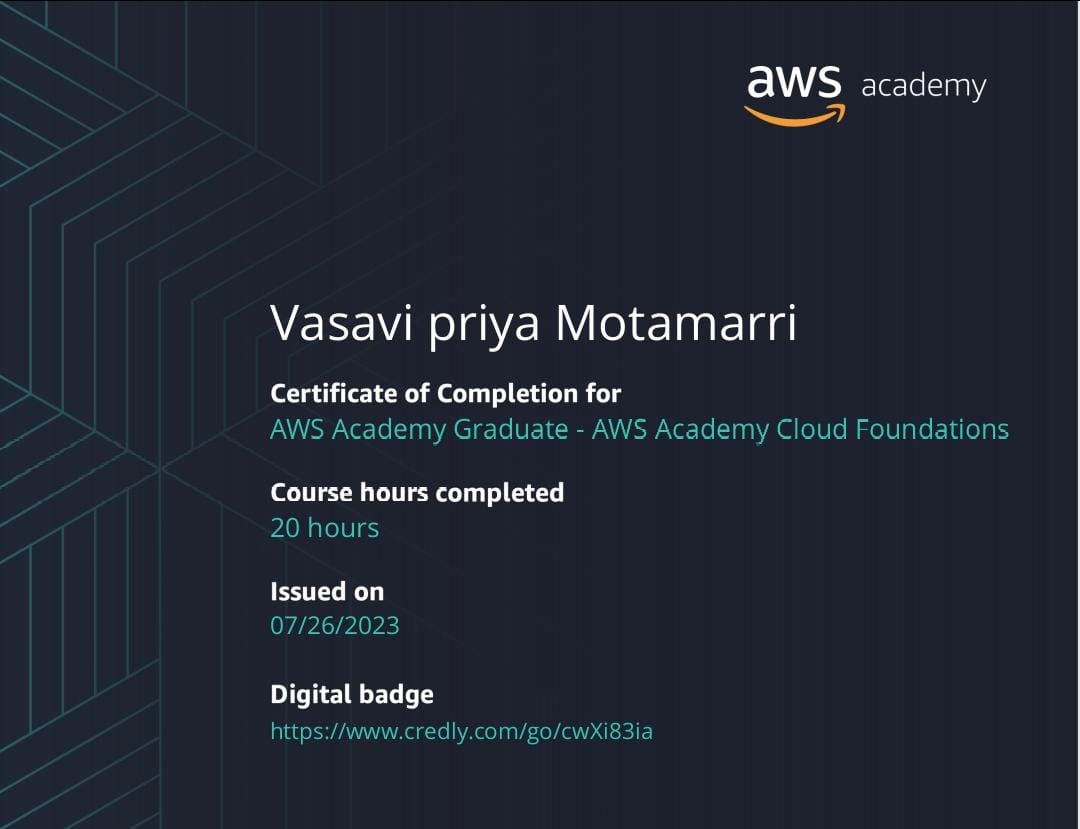 aws academy
Vasavi priya Motamarri
Certificate of Completion for
AWS Academy Graduate - AWS Academy Cloud Foundations
Course hours completed
20 hours
Issued on
07/26/2023
Digital badge
https://www.credly.com/go/cwXi83ia